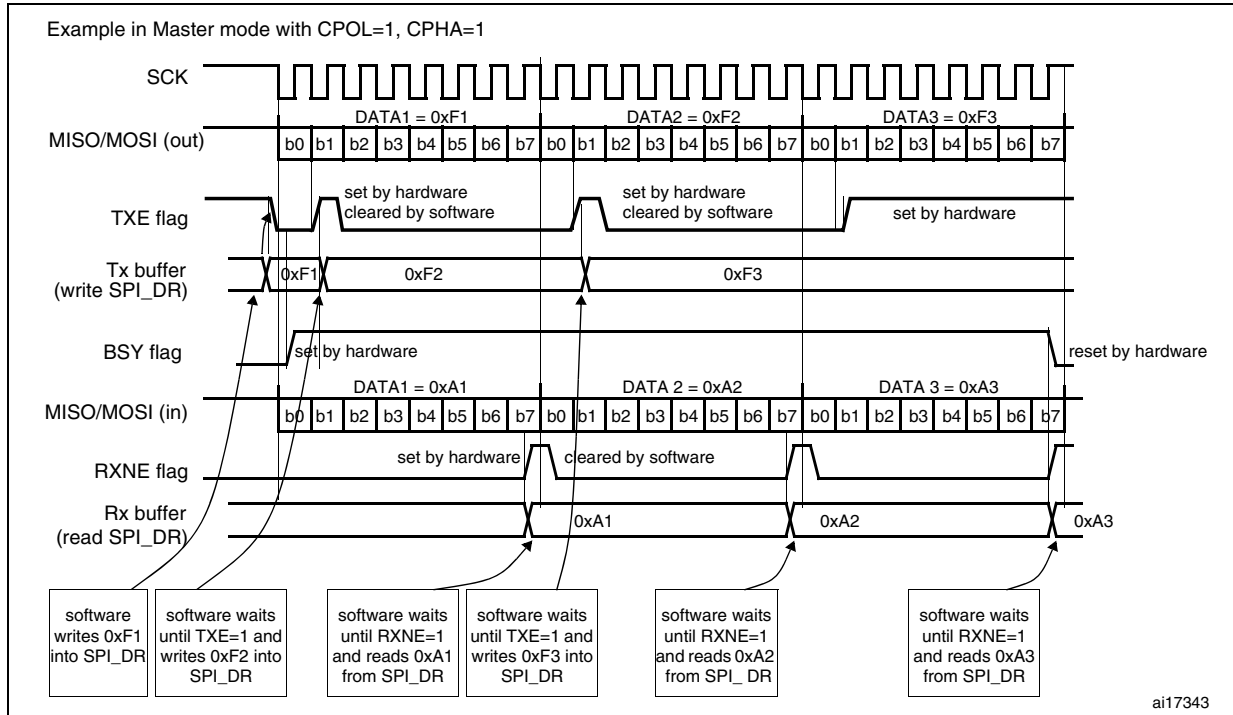 Example in Master mode with CPOL=1, CPHA=1
SCK
DATA1 = 0xF1 DATA2 = 0xF2 DATA3 = 0xF3
MISO/MOSI (out) b0 b1 b2 b3 b4 b5 b6 b7 b0 b1 b2 b3 b4 b5 b6 b7 b0 b1 b2 b3 b4 b5 b6 b7
set by hardware
cleared by software
set by hardware
cleared by software
set by hardware
TXE flag
Tx buffer
(write SPI_DR)
0xF1 0xF2 0xF3
BSY flag set by hardware reset by hardware
DATA1 = 0xA1 DATA 2 = 0xA2 DATA 3 = 0xA3
MISO/MOSI (in) b0 b1 b2 b3 b4 b5 b6 b7 b0 b1 b2 b3 b4 b5 b6 b7 b0 b1 b2 b3 b4 b5 b6 b7
RXNE flag set by hardware cleared by software
Rx buffer
(read SPI_DR)
0xA1 0xA2 0xA3
software
writes 0xF1
into SPI_DR
software waits
until TXE=1 and
writes 0xF2 into
SPI_DR
software waits
until RXNE=1
and reads 0xA1
from SPI_DR
software waits
until TXE=1 and
writes 0xF3 into
SPI_DR
software waits
until RXNE=1
and reads 0xA2
from SPI_ DR
software waits
until RXNE=1
and reads 0xA3
from SPI_DR
ai17343